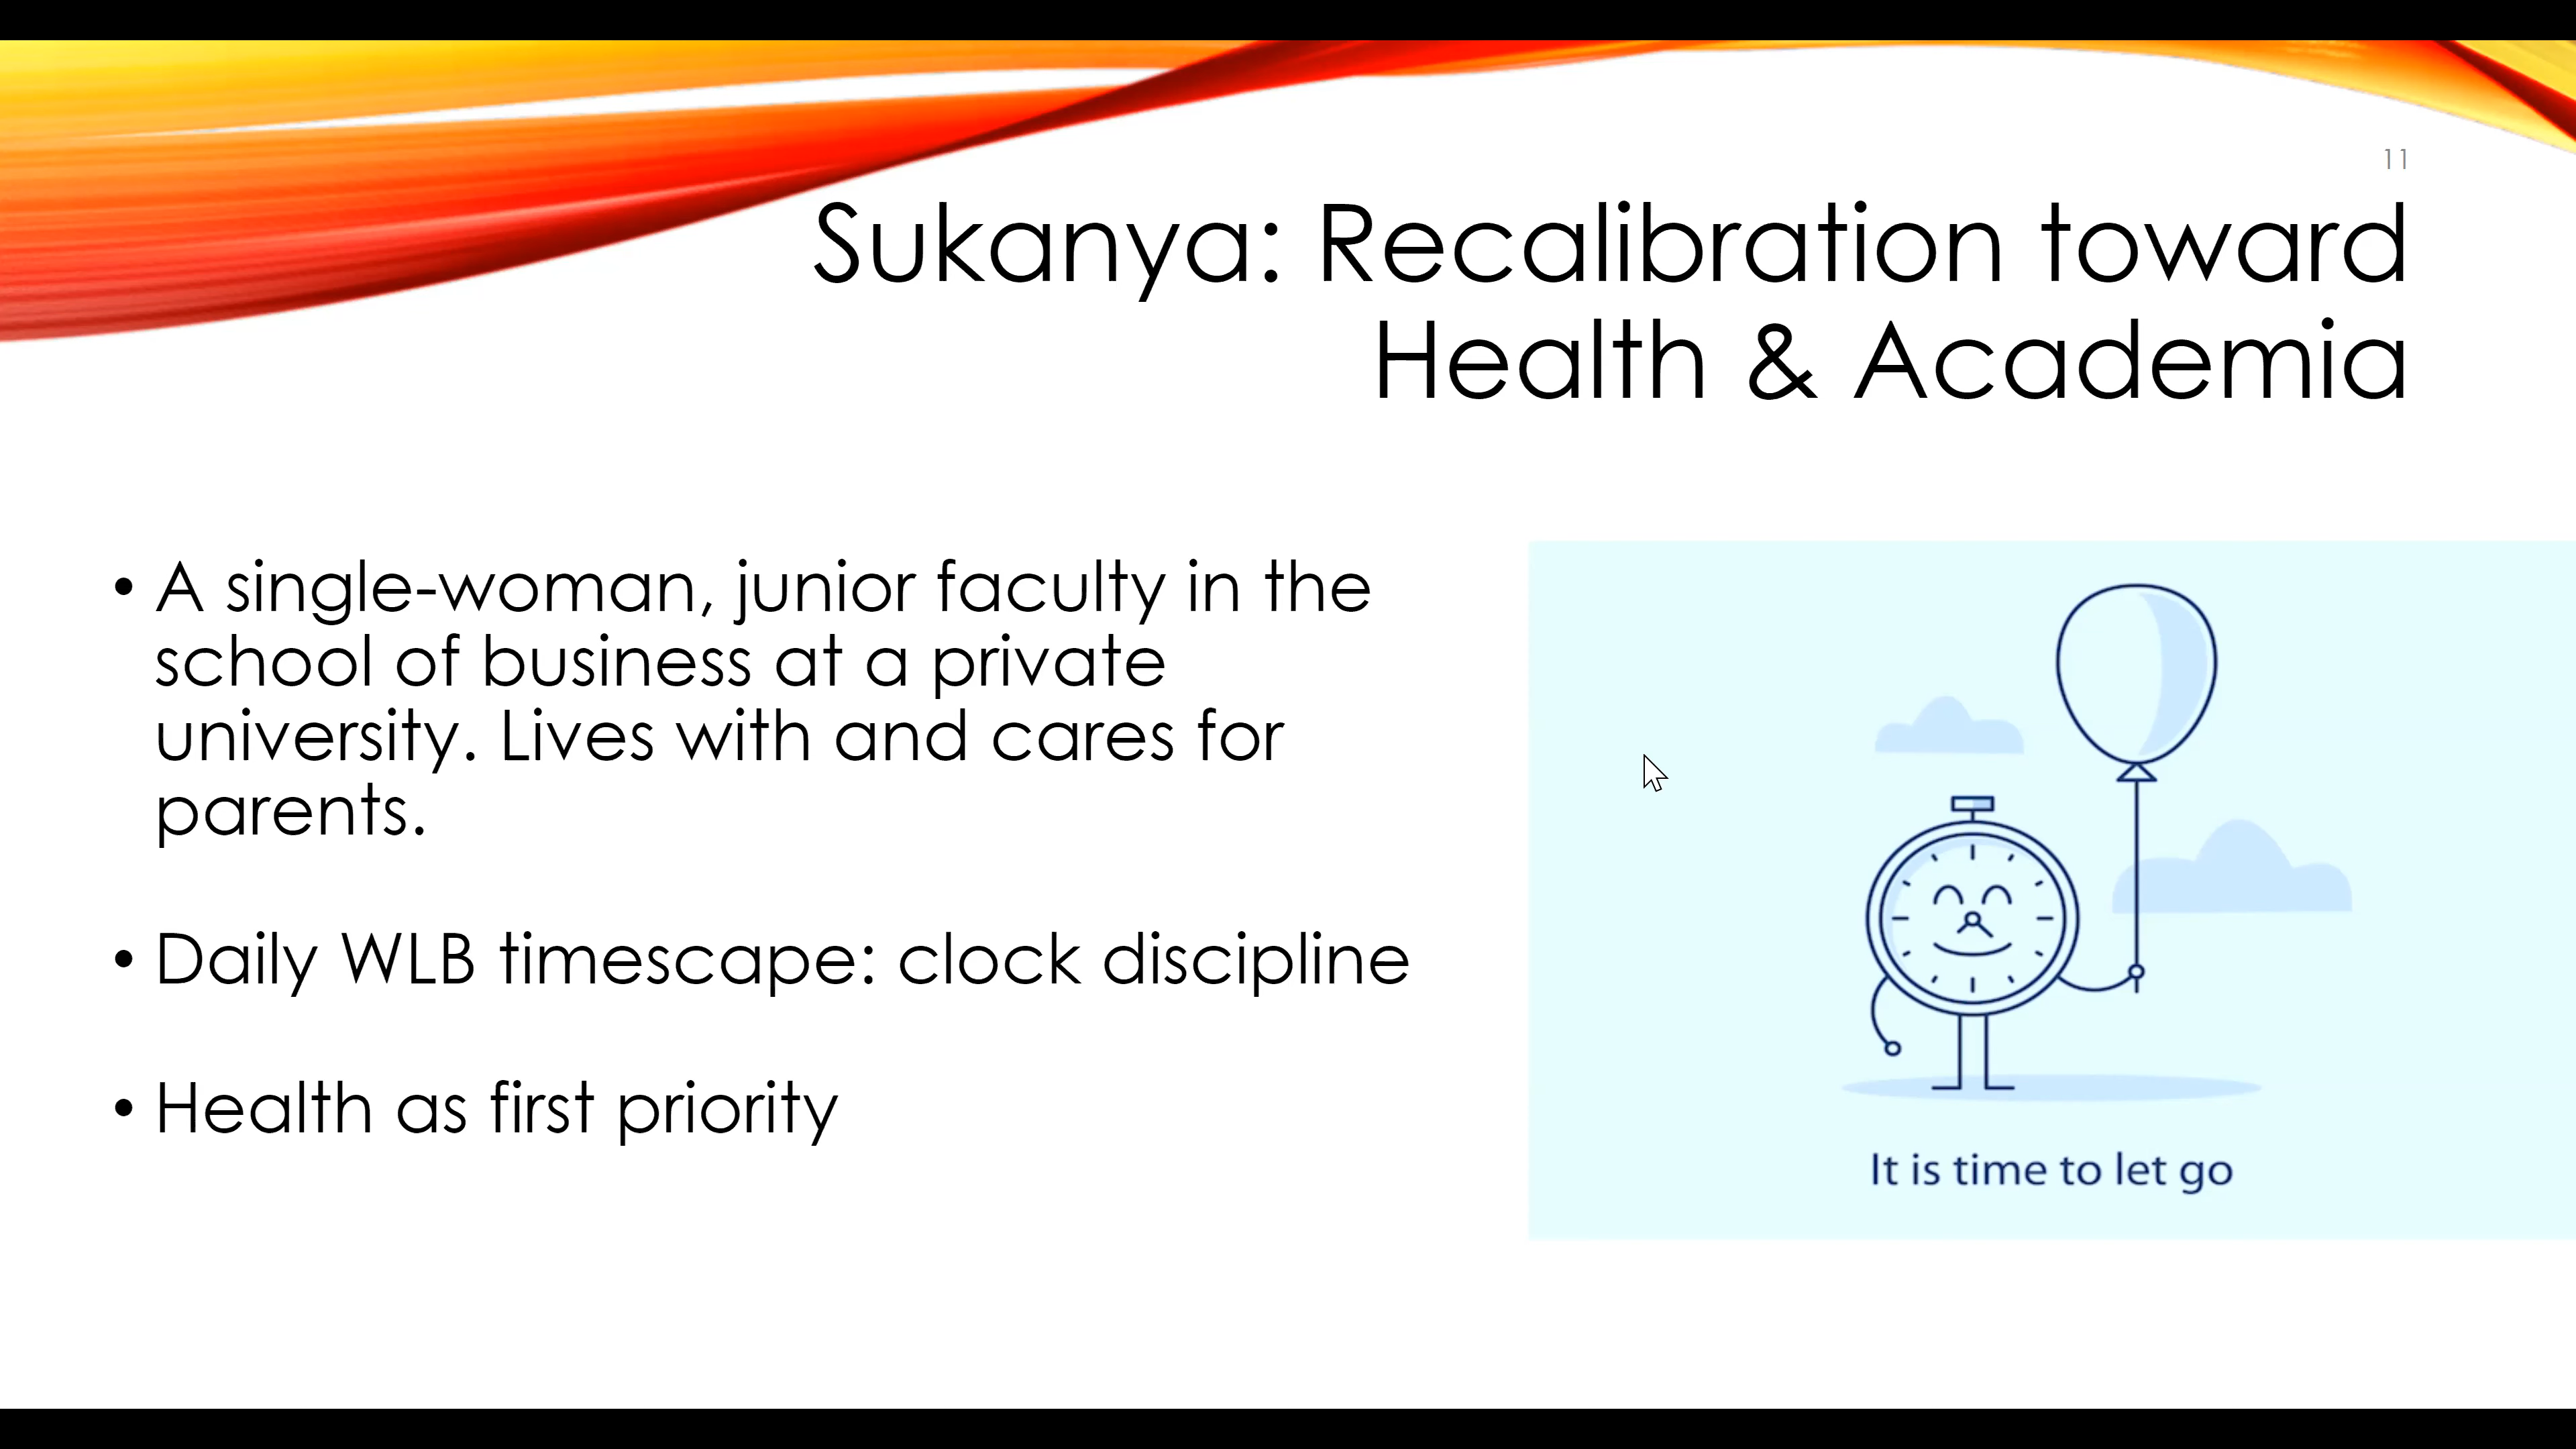 11
Sukanya: Recalibration toward
Health & Academia
• A single-woman, junior faculty in the
school of business at a private
university. Lives with and cares for
parents.
• Daily WLB timescape: clock discipline
• Health as first priority
It is time to let go